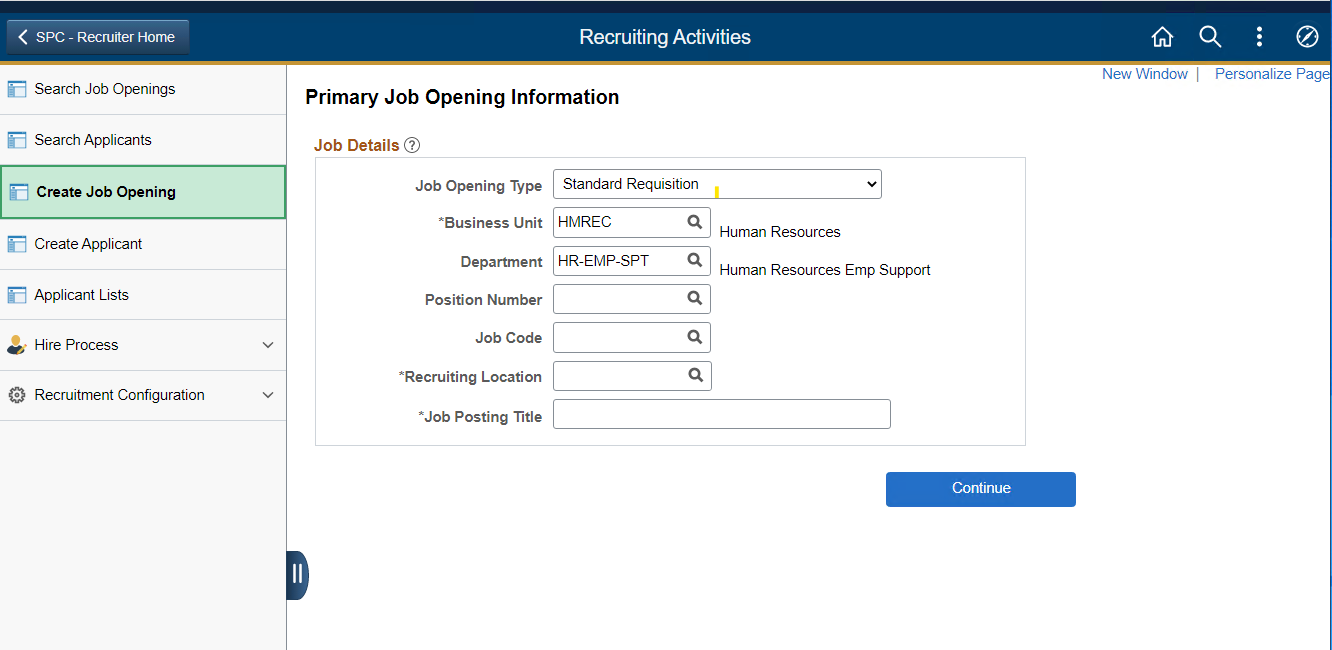 SPC - Recruiter Home
Recruiting Activities
New Window | Personalize Page
Search Job Openings
Search Applicants
Create Job Opening
Create Applicant
Applicant Lists
Hire Process
Recruitment Configuration
Primary Job Opening Information
Job Details ?
Job Opening Type Standard Requisition
*Business Unit HMREC Human Resources
Department HR-EMP-SPT Human Resources Emp Support
Position Number
Job Code
*Recruiting Location
*Job Posting Title
Continue